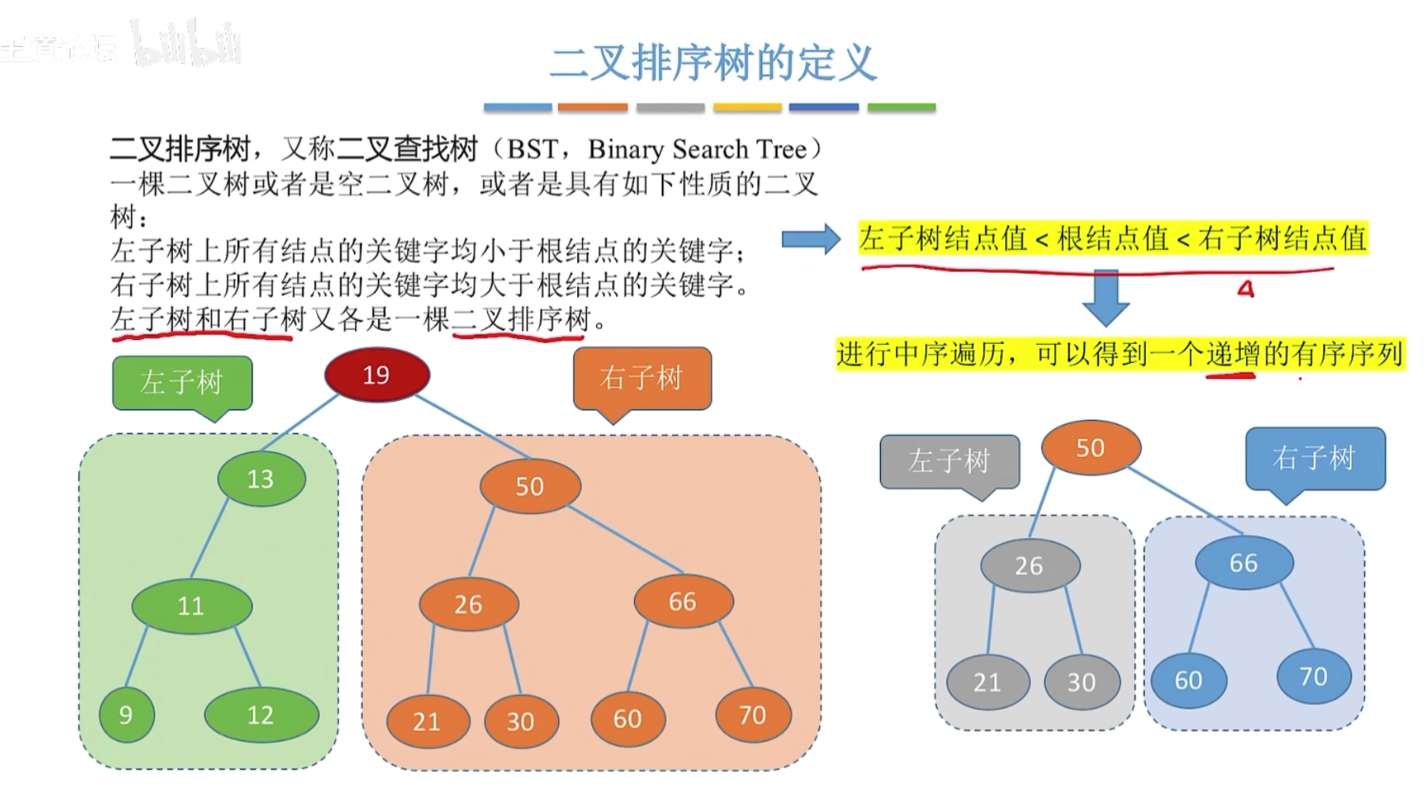 二叉排序树的定义
二叉排序树，又称二叉查找树（BST，Binary Search Tree）
一棵二叉树或者是空二叉树，或者是具有如下性质的二叉
树：
左子树上所有结点的关键字均小于根结点的关键字；
右子树上所有结点的关键字均大于根结点的关键字。
左子树和右子树又各是一棵二叉排序树。
左子树结点值 < 根结点值 < 右子树结点值
进行中序遍历，可以得到一个递增的有序序列
左子树
19
右子树
13
50
11
26
66
9
12
21
30
60
70
左子树
50
右子树
26
66
21
30
60
70
bilibili